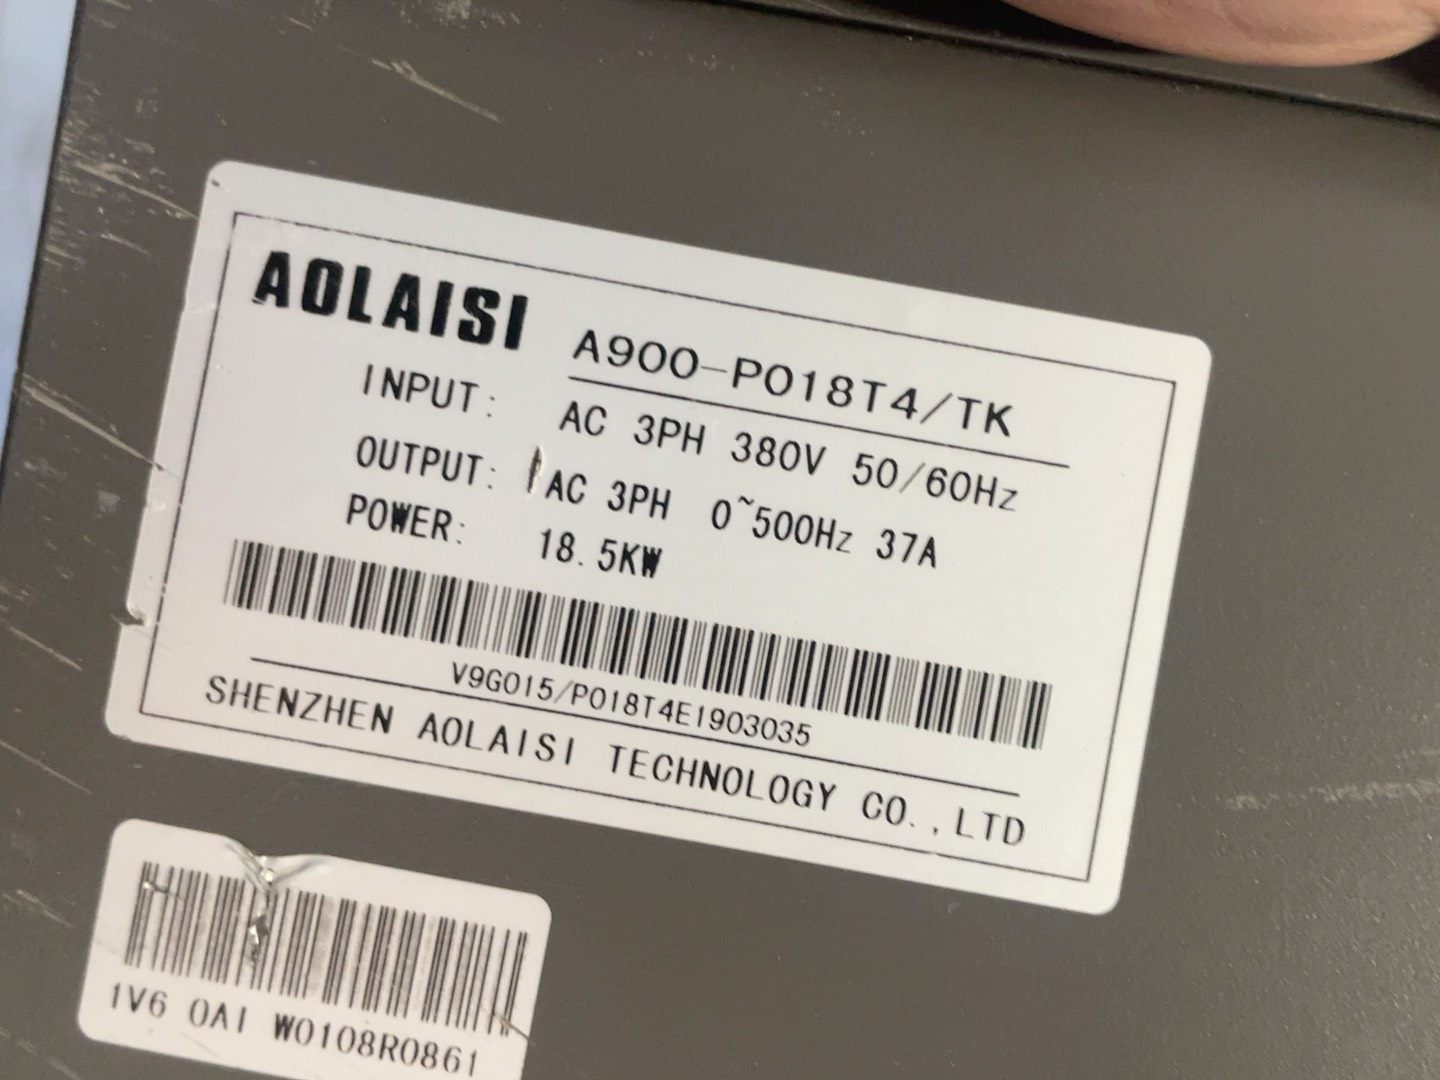 AOLAISI
A900-P018T4/TK
INPUT: AC 3PH 380V 50/60Hz
OUTPUT: AC 3PH 0~500Hz 37A
POWER: 18.5KW
V9G015/P018T4E1903035
SHENZHEN AOLAISI TECHNOLOGY CO.,LTD
1V6 0A1 W0108R0861